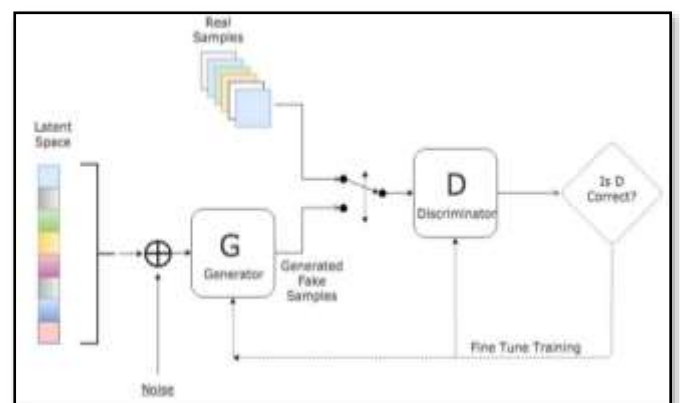 Real
Samples
Latent
Space
D
Discriminator
Is D
Correct?
G
Generator
Generated
Fake
Samples
Fine Tune Training
Noise